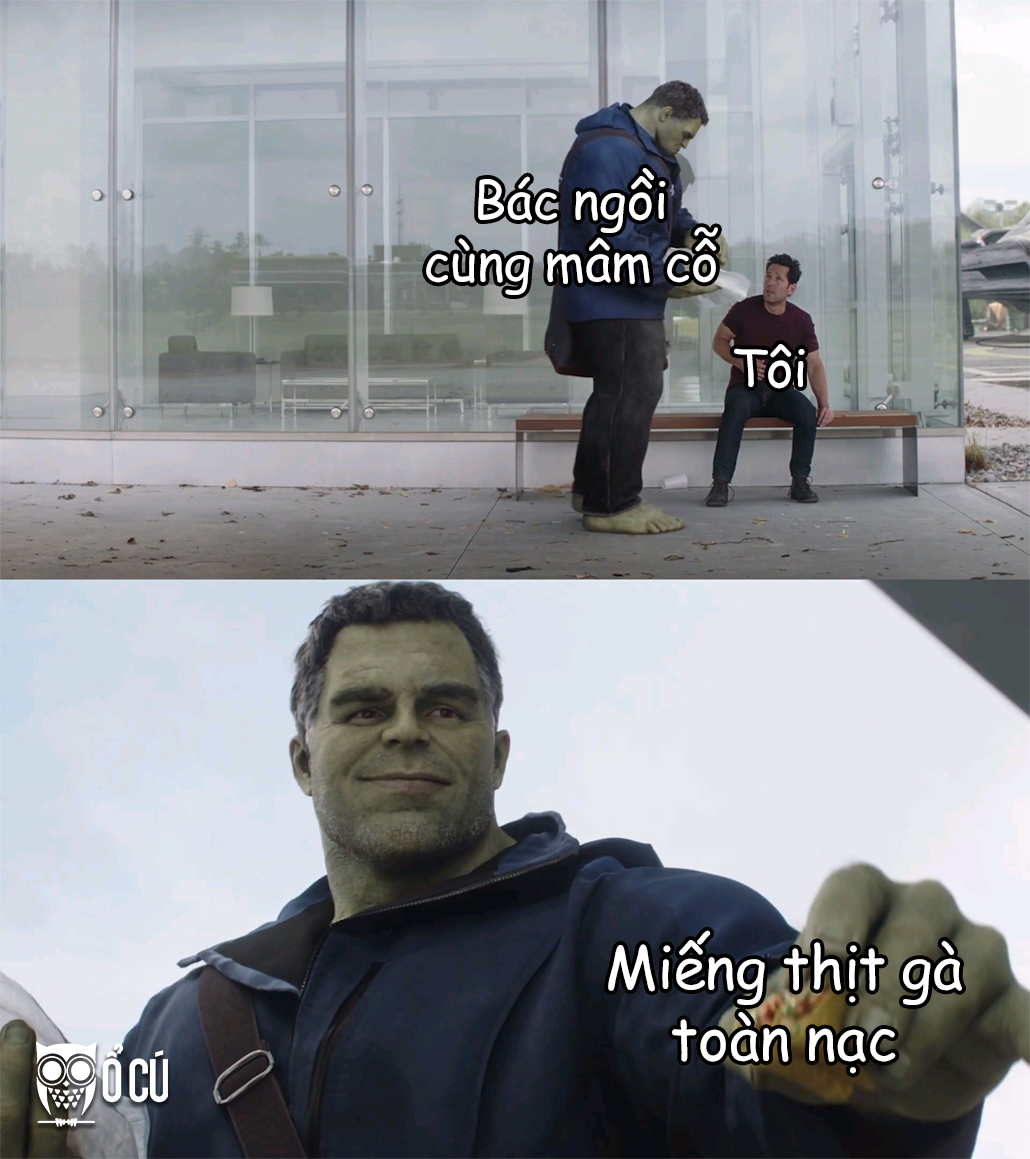 Bác ngồi
cùng mâm cỗ
Tôi
Miếng thịt gà
toàn nạc
Ổ CÚ